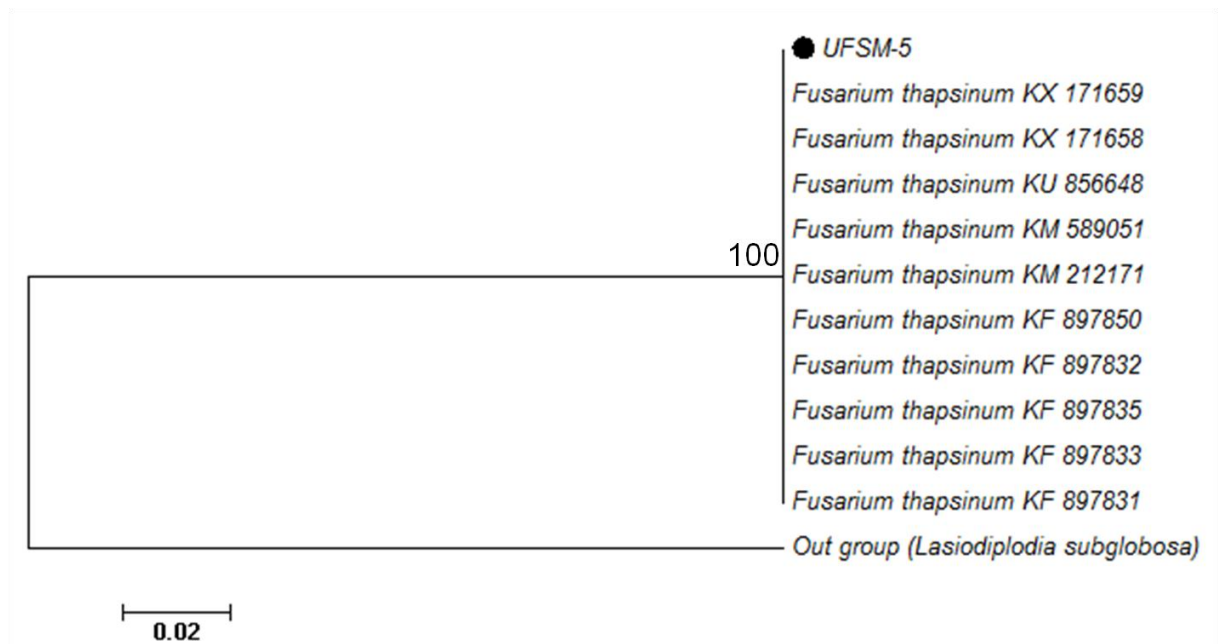 UFSM-5
Fusarium thapsinum KX 171659
Fusarium thapsinum KX 171658
Fusarium thapsinum KU 856648
Fusarium thapsinum KM 589051
100
Fusarium thapsinum KM 212171
Fusarium thapsinum KF 897850
Fusarium thapsinum KF 897832
Fusarium thapsinum KF 897835
Fusarium thapsinum KF 897833
Fusarium thapsinum KF 897831
Out group (Lasiodiplodia subglobosa)
0.02